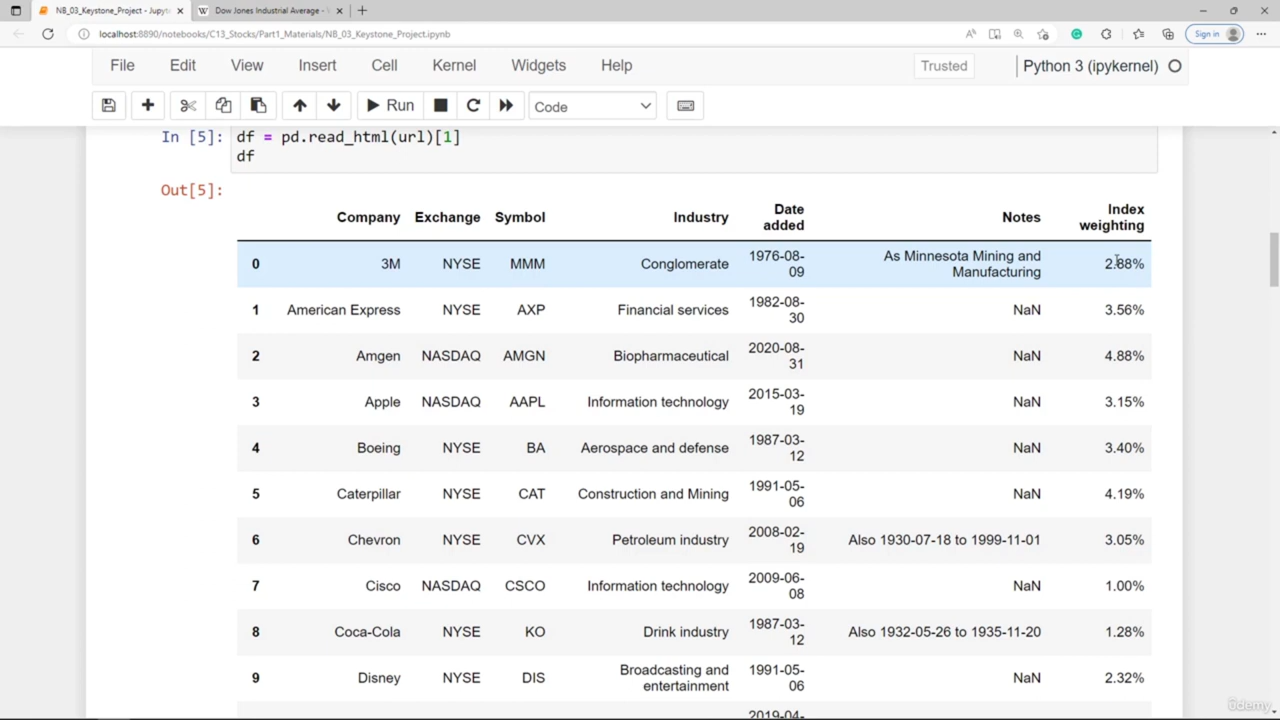 NB_03_Keystone_Project - Jupyt
Dow Jones Industrial Average - W
localhost:8890/notebooks/C13_Stocks/Part1_Materials/NB_03_Keystone_Project.ipynb
Sign in
File Edit View Insert Cell Kernel Widgets Help Trusted Python 3 (ipykernel)
Run Code
In [5]: df = pd.read_html(url)[1]
df
Out[5]:
Company Exchange Symbol Industry Date added Notes Index weighting
0 3M NYSE MMM Conglomerate 1976-08-09 As Minnesota Mining and Manufacturing 2.88%
1 American Express NYSE AXP Financial services 1982-08-30 NaN 3.56%
2 Amgen NASDAQ AMGN Biopharmaceutical 2020-08-31 NaN 4.88%
3 Apple NASDAQ AAPL Information technology 2015-03-19 NaN 3.15%
4 Boeing NYSE BA Aerospace and defense 1987-03-12 NaN 3.40%
5 Caterpillar NYSE CAT Construction and Mining 1991-05-06 NaN 4.19%
6 Chevron NYSE CVX Petroleum industry 2008-02-19 Also 1930-07-18 to 1999-11-01 3.05%
7 Cisco NASDAQ CSCO Information technology 2009-06-08 NaN 1.00%
8 Coca-Cola NYSE KO Drink industry 1987-03-12 Also 1932-05-26 to 1935-11-20 1.28%
9 Disney NYSE DIS Broadcasting and entertainment 1991-05-06 NaN 2.32%
2019-04-
ûdemy